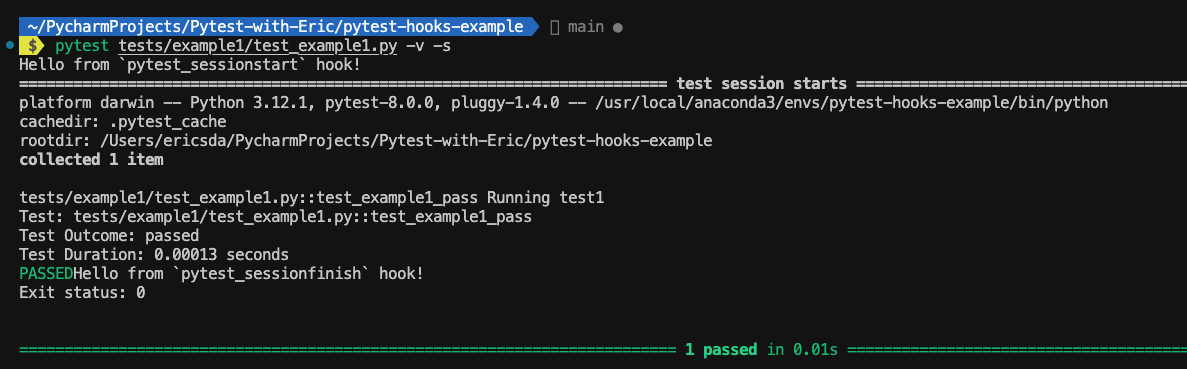 ~/PycharmProjects/Pytest-with-Eric/pytest-hooks-example main
$ pytest tests/example1/test_example1.py -v -s
Hello from `pytest_sessionstart` hook!
======================================================================== test session starts =====================================
platform darwin -- Python 3.12.1, pytest-8.0.0, pluggy-1.4.0 -- /usr/local/anaconda3/envs/pytest-hooks-example/bin/python
cachedir: .pytest_cache
rootdir: /Users/ericsda/PycharmProjects/Pytest-with-Eric/pytest-hooks-example
collected 1 item
tests/example1/test_example1.py::test_example1_pass Running test1
Test: tests/example1/test_example1.py::test_example1_pass
Test Outcome: passed
Test Duration: 0.00013 seconds
PASSEDHello from `pytest_sessionfinish` hook!
Exit status: 0
========================================================================= 1 passed in 0.01s ======================================